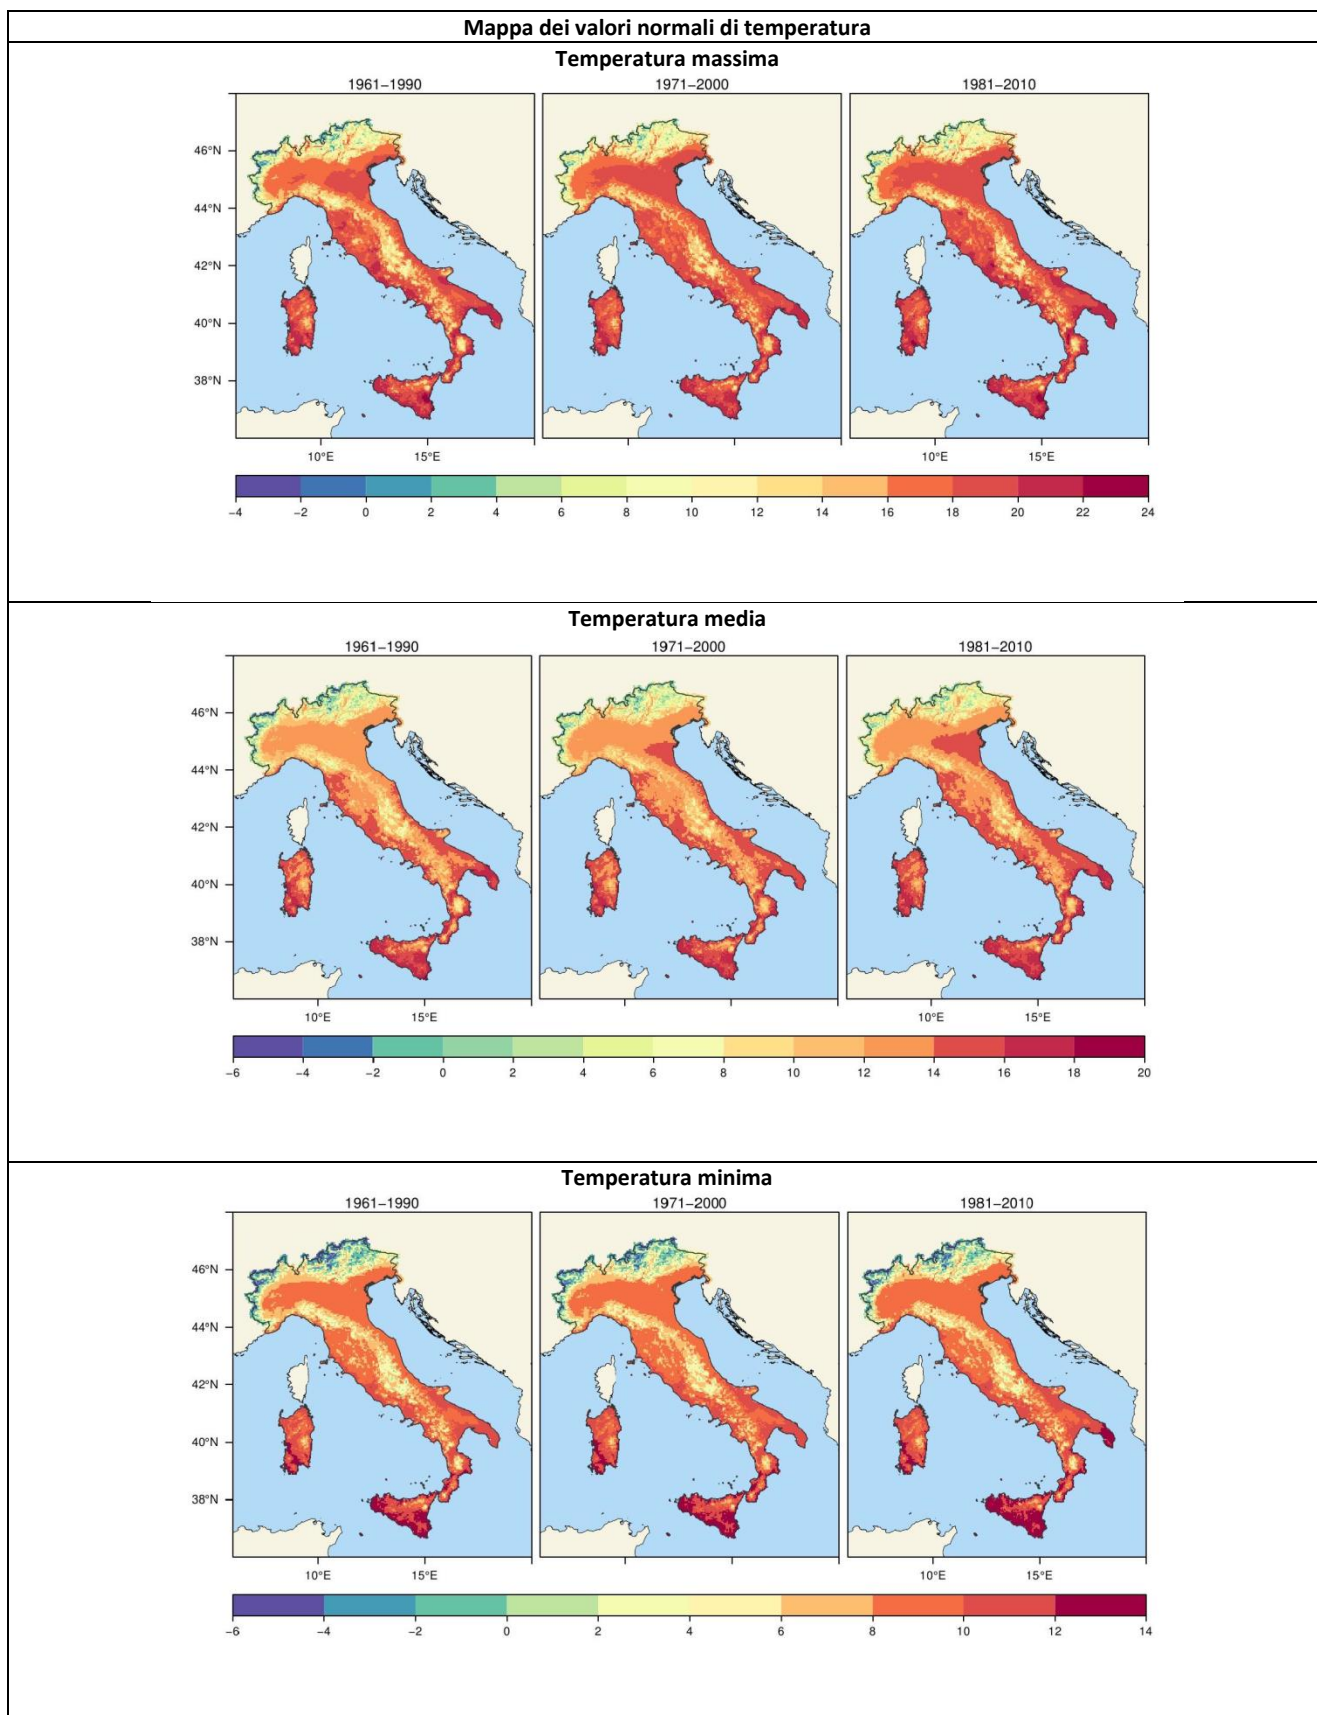 Mappa dei valori normali di temperatura
Temperatura massima
1961−1990 1971−2000 1981−2010
46°N
44°N
42°N
40°N
38°N
10°E 15°E 10°E 15°E
−4 −2 0 2 4 6 8 10 12 14 16 18 20 22 24
Temperatura media
1961−1990 1971−2000 1981−2010
46°N
44°N
42°N
40°N
38°N
10°E 15°E 10°E 15°E
−6 −4 −2 0 2 4 6 8 10 12 14 16 18 20
Temperatura minima
1961−1990 1971−2000 1981−2010
46°N
44°N
42°N
40°N
38°N
10°E 15°E 10°E 15°E
−6 −4 −2 0 2 4 6 8 10 12 14